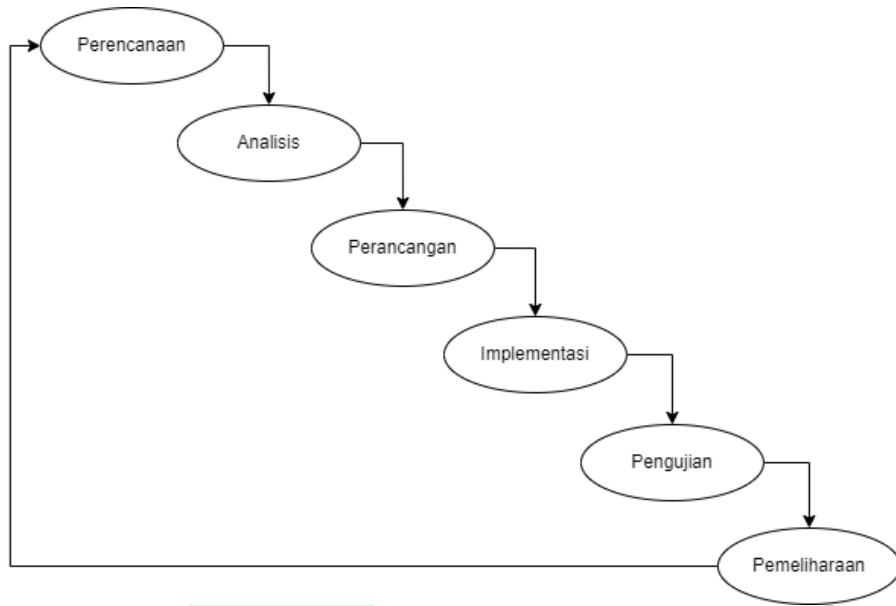 Perencanaan
Analisis
Perancangan
Implementasi
Pengujian
Pemeliharaan